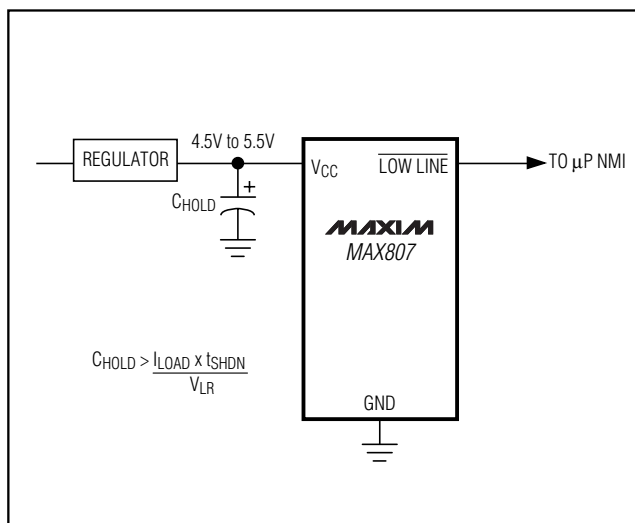 REGULATOR
4.5V to 5.5V
+
CHOLD
VCC
LOW LINE
TO μP NMI
MAXIM
MAX807
CHOLD > ILOAD x tSHDN
VLR
GND